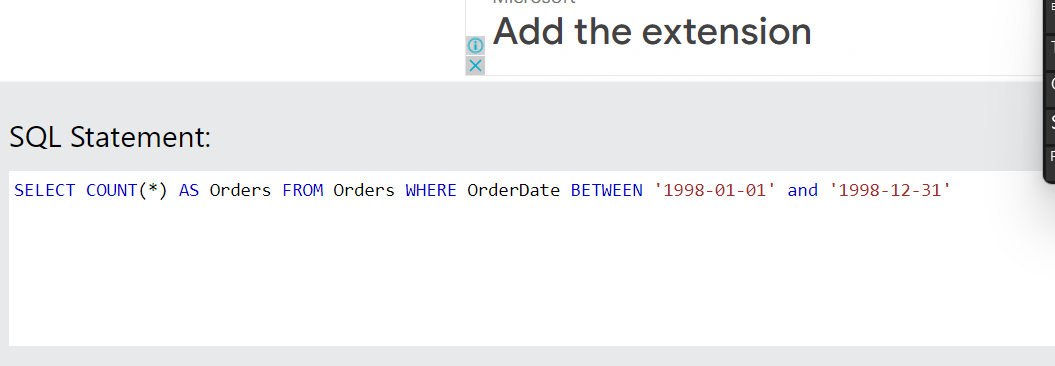 Microsoft
Add the extension
SQL Statement:
SELECT COUNT(*) AS Orders FROM Orders WHERE OrderDate BETWEEN '1998-01-01' and '1998-12-31'